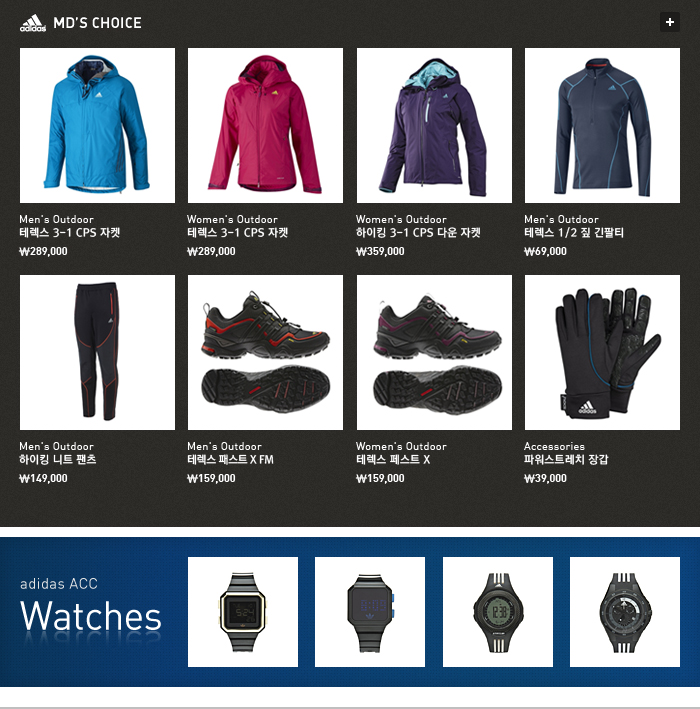 adidas MD'S CHOICE
Men's Outdoor
테렉스 3-1 CPS 자켓
₩289,000
Women's Outdoor
테렉스 3-1 CPS 자켓
₩289,000
Women's Outdoor
하이킹 3-1 CPS 다운 자켓
₩359,000
Men's Outdoor
테렉스 1/2 짚 긴팔티
₩69,000
adidas
Men's Outdoor
하이킹 니트 팬츠
₩149,000
Men's Outdoor
테렉스 패스트 X FM
₩159,000
Women's Outdoor
테렉스 페스트 X
₩159,000
Accessories
파워스트레치 장갑
₩39,000
adidas ACC
Watches